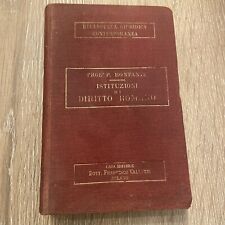 BIBLIOTECA GIURIDICA
CONTEMPORANEA
PROF. P. BONFANTE
ISTITUZIONI
DI
DIRITTO ROMANO
CASA EDITRICE
DOTT. FRANCESCO VALLARDI
MILANO